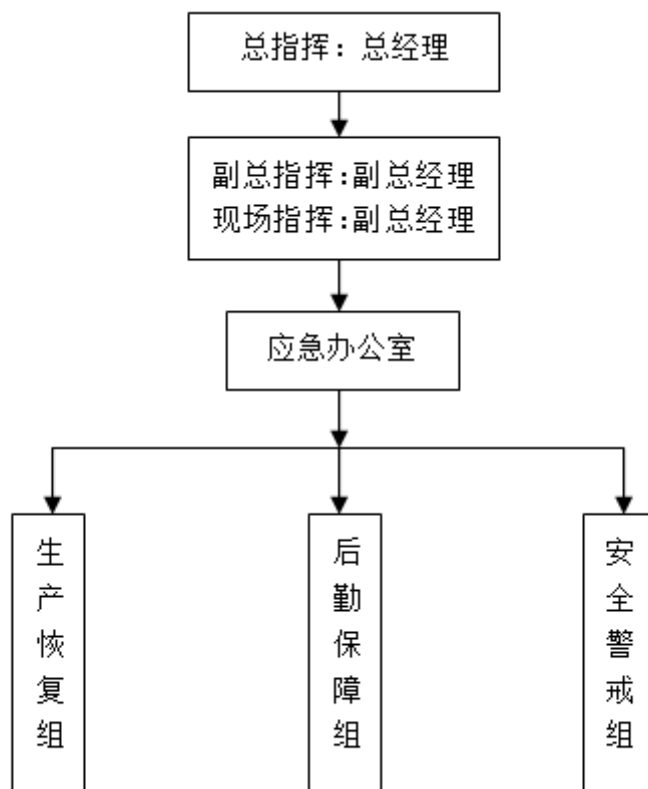 总指挥：总经理
副总指挥:副总经理
现场指挥:副总经理
应急办公室
生产恢复组
后勤保障组
安全警戒组